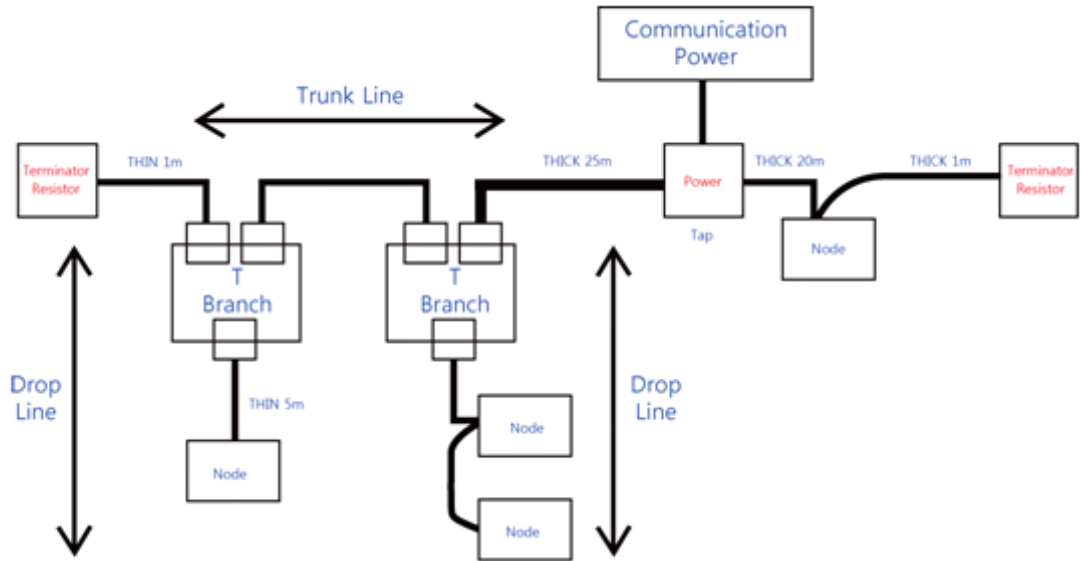 Communication
Power
Trunk Line
THIN 1m
THICK 25m
THICK 20m
THICK 1m
Terminator
Resistor
Power
Terminator
Resistor
Tap
Node
T
Branch
T
Branch
Drop
Line
THIN 5m
Drop
Line
Node
Node
Node